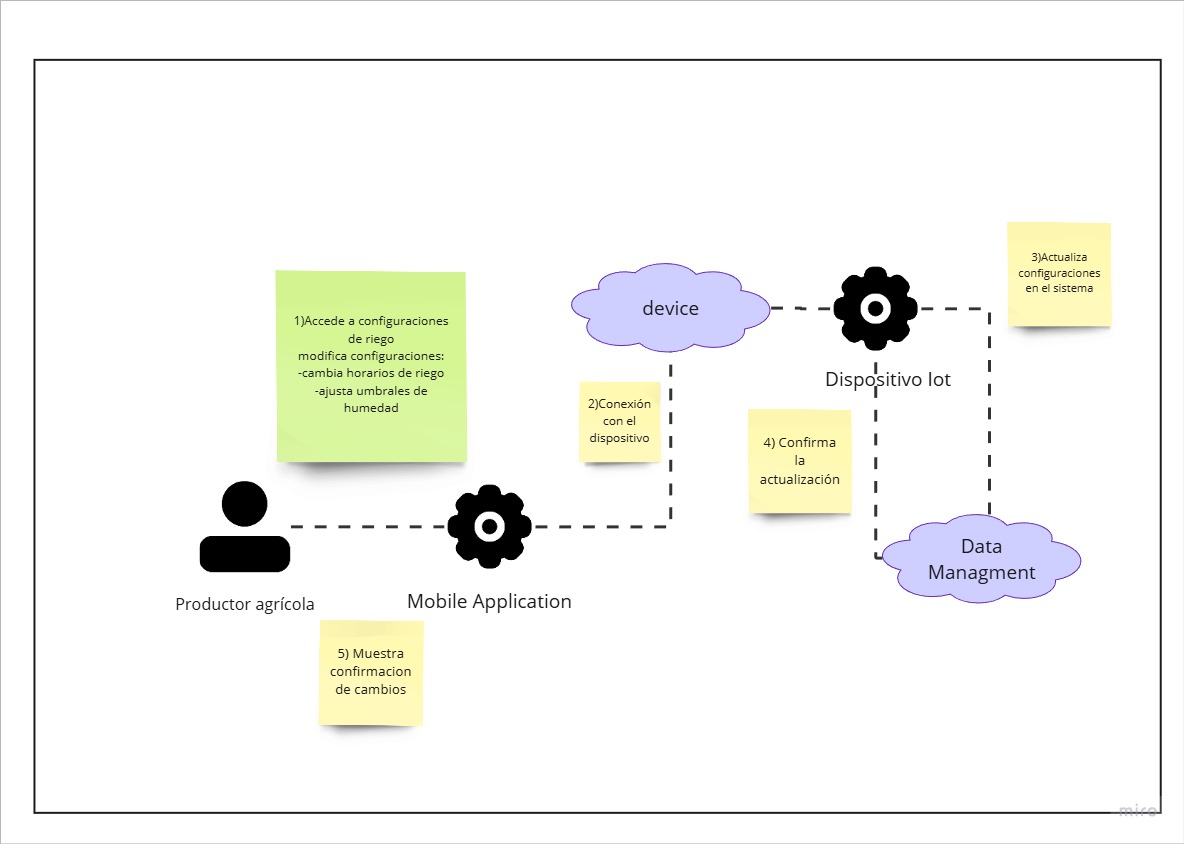 1)Accede a configuraciones
de riego
modifica configuraciones:
-cambia horarios de riego
-ajusta umbrales de
humedad
device
2)Conexión
con el
dispositivo
Dispositivo Iot
3)Actualiza
configuraciones
en el sistema
4) Confirma
la
actualización
Data
Managment
Productor agrícola
Mobile Application
5) Muestra
confirmacion
de cambios
miro